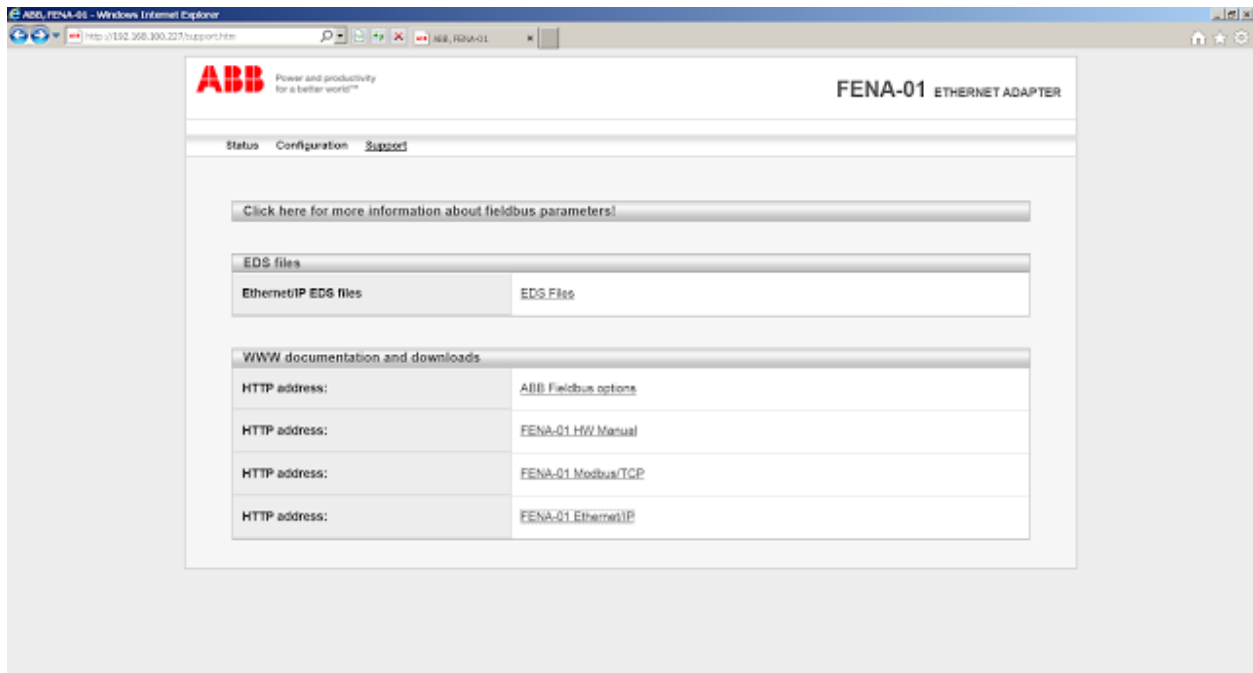 ABB, FENA-01 - Windows Internet Explorer
http://192.168.100.227/support.htm
ABB, FENA-01
ABB
Power and productivity
for a better world™
FENA-01 ETHERNET ADAPTER
Status Configuration Support
Click here for more information about fieldbus parameters!
EDS files
Ethernet/IP EDS files EDS Files
WWW documentation and downloads
HTTP address: ABB Fieldbus options
HTTP address: FENA-01 HW Manual
HTTP address: FENA-01 Modbus/TCP
HTTP address: FENA-01 Ethernet/IP